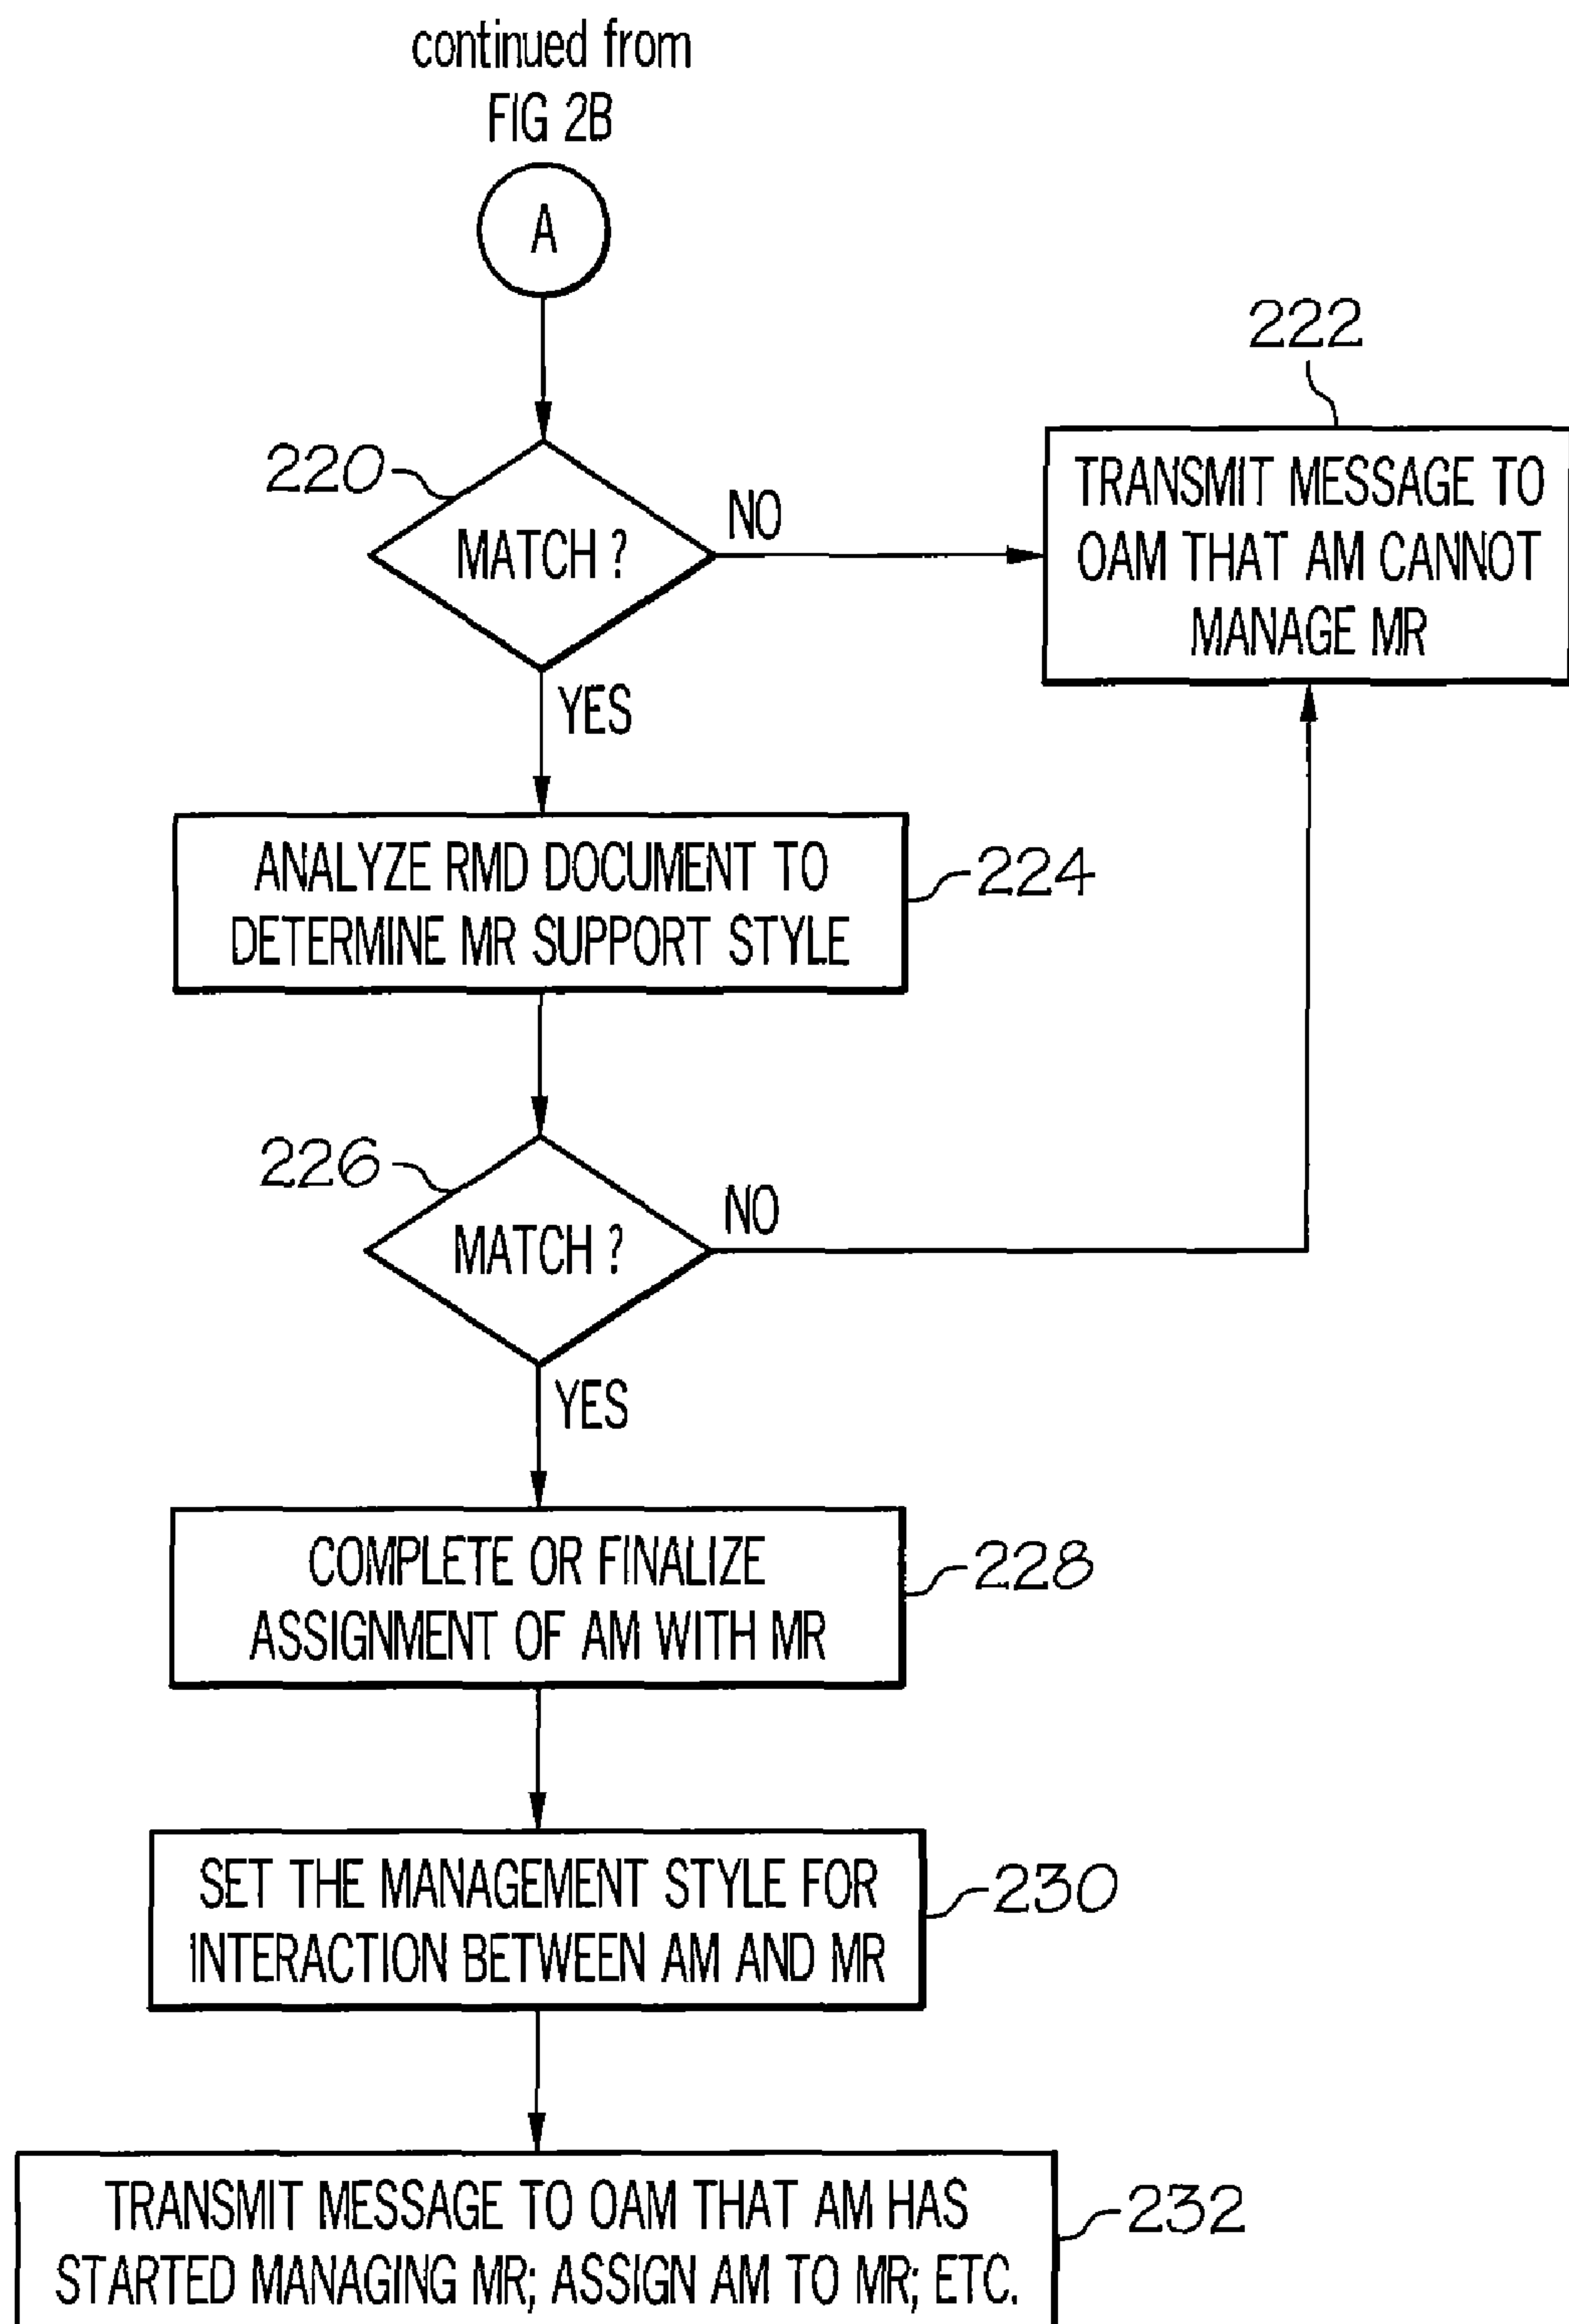 continued from
FIG 2B
A
222
220
MATCH ?
NO
TRANSMIT MESSAGE TO
OAM THAT AM CANNOT
MANAGE MR
YES
ANALYZE RMD DOCUMENT TO
DETERMINE MR SUPPORT STYLE
224
226
MATCH ?
NO
YES
COMPLETE OR FINALIZE
ASSIGNMENT OF AM WITH MR
228
SET THE MANAGEMENT STYLE FOR
INTERACTION BETWEEN AM AND MR
230
TRANSMIT MESSAGE TO OAM THAT AM HAS
STARTED MANAGING MR; ASSIGN AM TO MR; ETC.
232